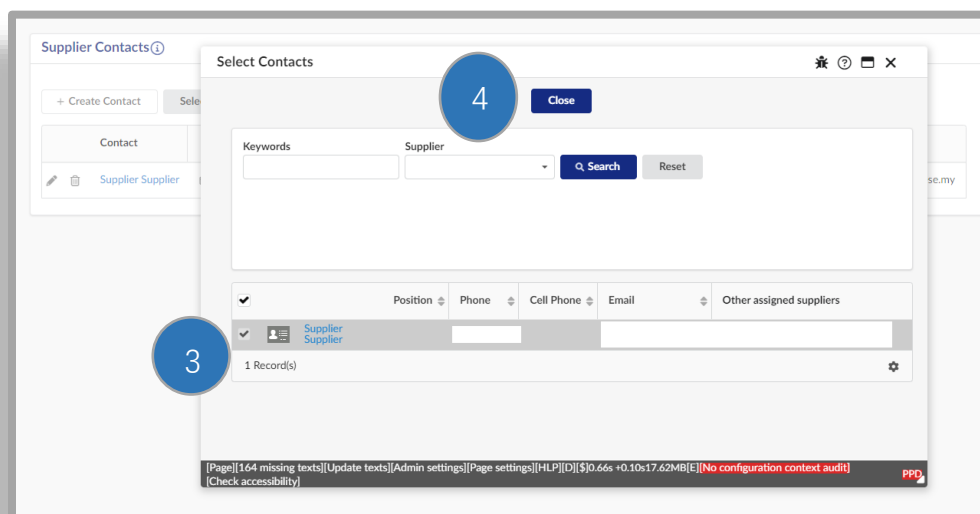 Supplier Contacts
Select Contacts
4
Close
+ Create Contact
Sele
Contact
Keywords
Supplier
Search
Reset
Supplier Supplier
se.my
Position
Phone
Cell Phone
Email
Other assigned suppliers
Supplier
Supplier
3
1 Record(s)
[Page][164 missing texts][Update texts][Admin settings][Page settings][HLP][D][$]0.66s +0.10s17.62MB[E][No configuration context audit]
PPD
[Check accessibility]